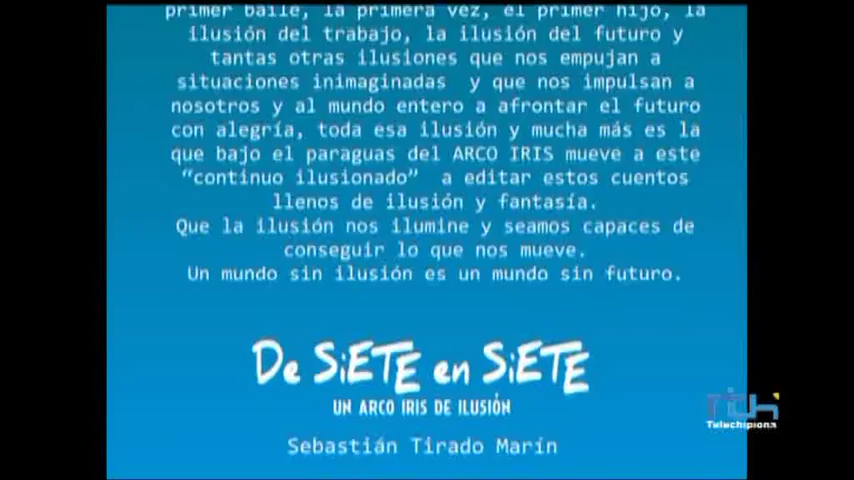 primer baile, la primera vez, el primer hijo, la
ilusión del trabajo, la ilusión del futuro y
tantas otras ilusiones que nos empujan a
situaciones inimaginadas y que nos impulsan a
nosotros y al mundo entero a afrontar el futuro
con alegría, toda esa ilusión y mucha más es la
que bajo el paraguas del ARCO IRIS mueve a este
“continuo ilusionado” a editar estos cuentos
llenos de ilusión y fantasía.
Que la ilusión nos ilumine y seamos capaces de
conseguir lo que nos mueve.
Un mundo sin ilusión es un mundo sin futuro.
De SiETE en SiETE
UN ARCO IRIS DE ILUSIÓN
Telechipiona
Sebastián Tirado Marín